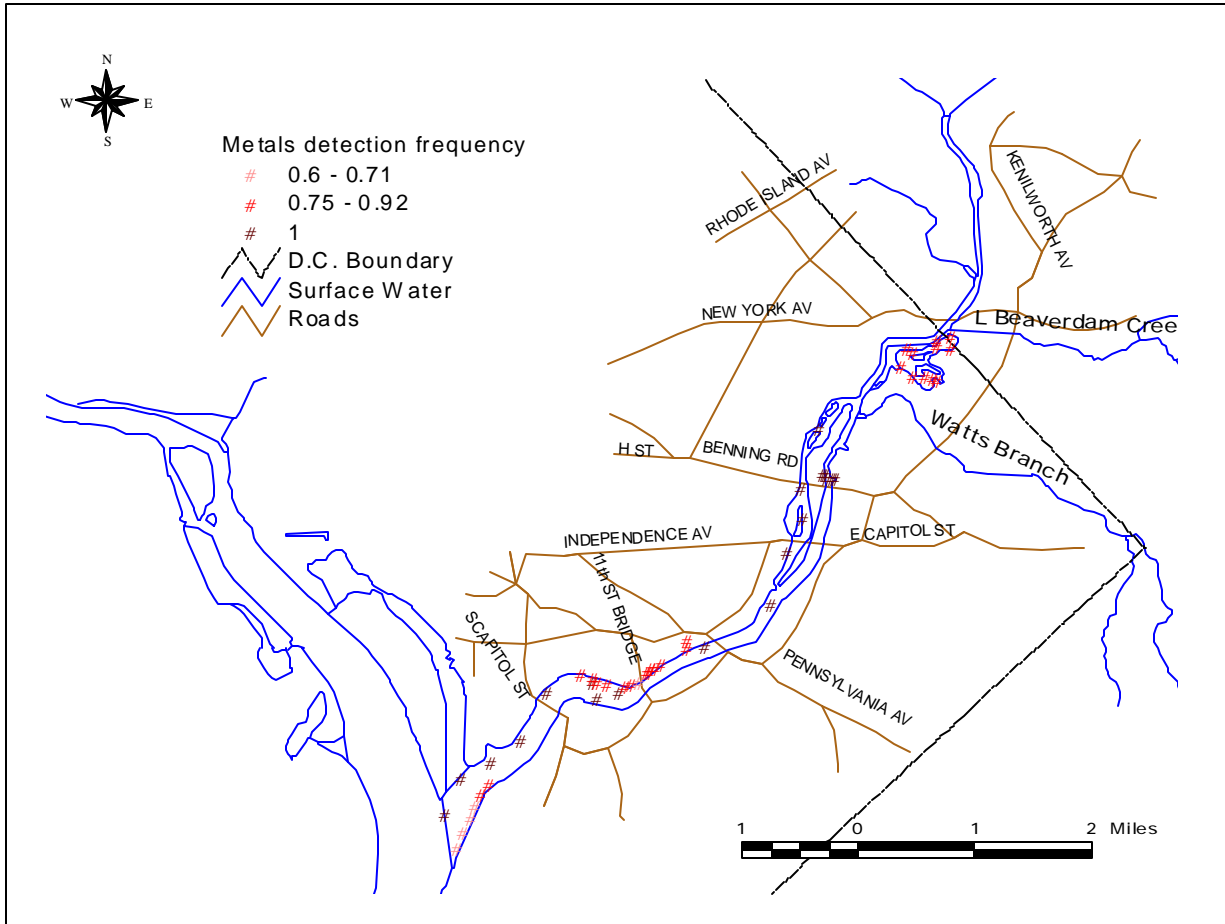 N
W E
S
Metals detection frequency
# 0.6 - 0.71
# 0.75 - 0.92
# 1
D.C. Boundary
Surface Water
Roads
RHODE ISLAND AV
KENILWORTH AV
NEW YORK AV
L Beaverdam Cree
Watts Branch
H ST
BENNING RD
INDEPENDENCE AV
E CAPITOL ST
11th ST BRIDGE
S CAPITOL ST
PENNSYLVANIA AV
1 0 1 2 Miles